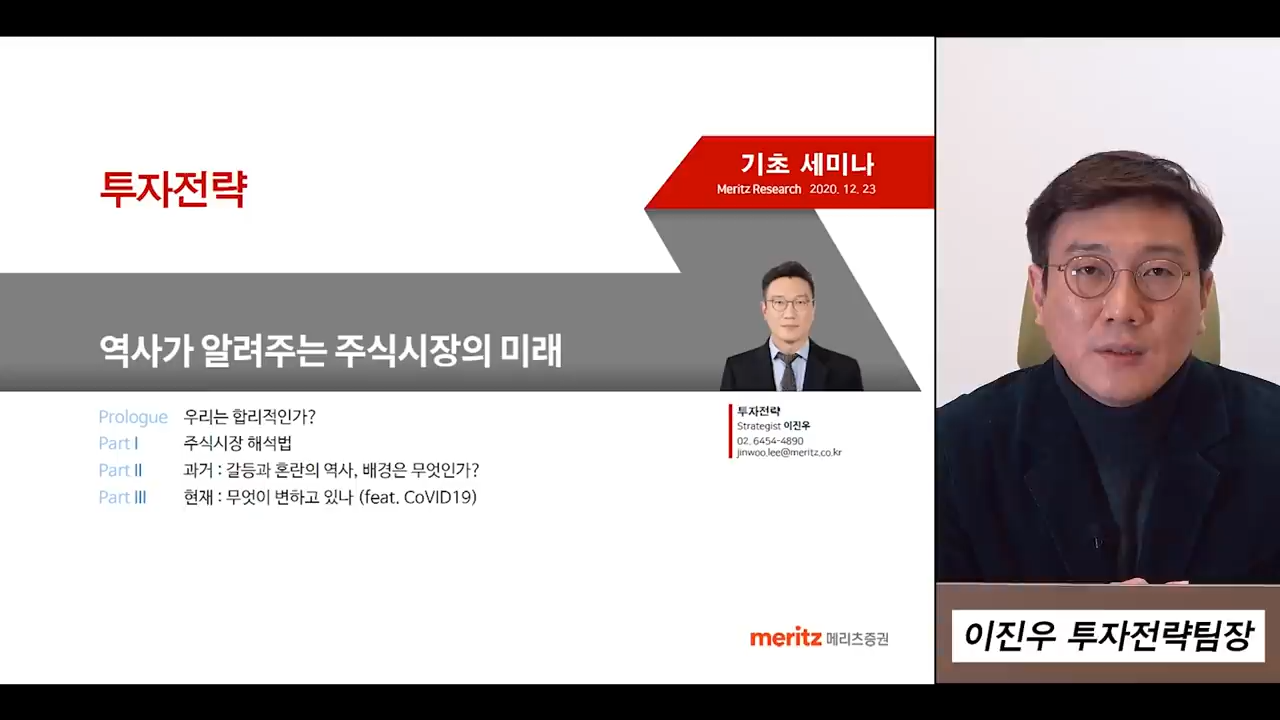 투자전략
기초 세미나
Meritz Research 2020. 12. 23
역사가 알려주는 주식시장의 미래
Prologue 우리는 합리적인가?
Part I 주식시장 해석법
Part II 과거 : 갈등과 혼란의 역사, 배경은 무엇인가?
Part III 현재 : 무엇이 변하고 있나 (feat. CoVID19)
투자전략
Strategist 이진우
02. 6454-4890
jinwoo.lee@meritz.co.kr
meritz 메리츠증권
이진우 투자전략팀장